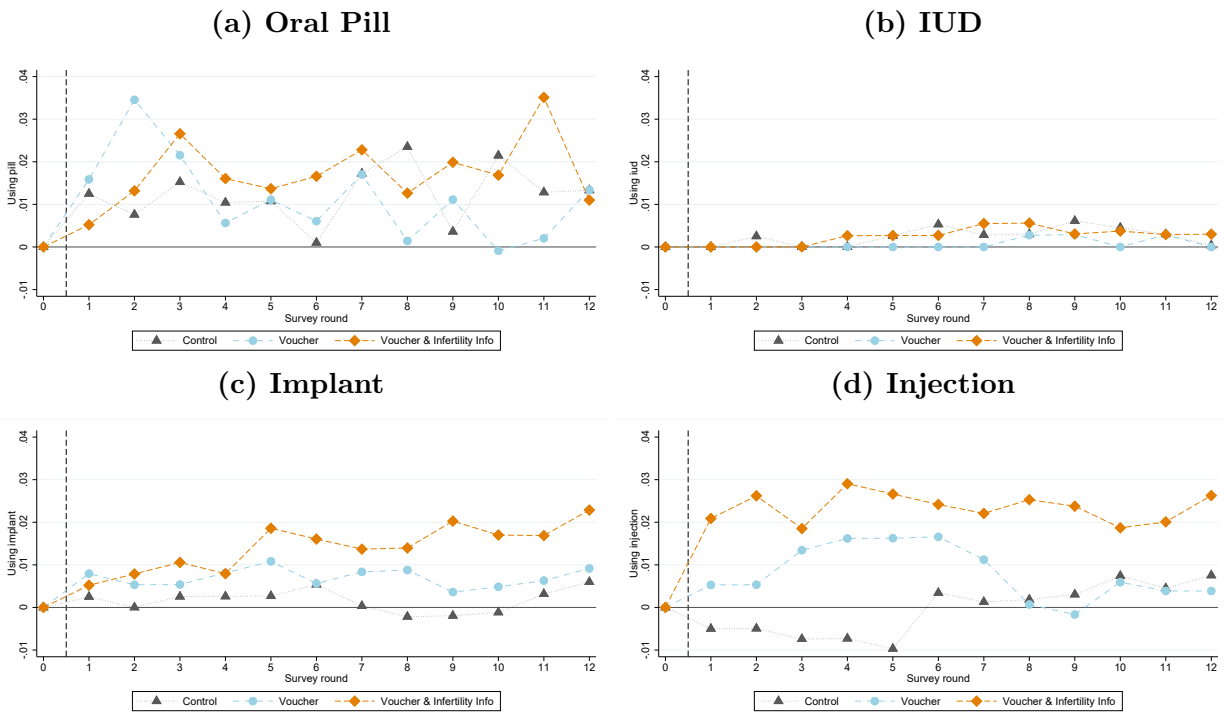 (a) Oral Pill
Using pill
.04
.03
.02
.01
0
-.01
0 1 2 3 4 5 6 7 8 9 10 11 12
Survey round
Control Voucher Voucher & Infertility Info
(b) IUD
Using iud
.04
.03
.02
.01
0
-.01
0 1 2 3 4 5 6 7 8 9 10 11 12
Survey round
Control Voucher Voucher & Infertility Info
(c) Implant
Using implant
.04
.03
.02
.01
0
-.01
0 1 2 3 4 5 6 7 8 9 10 11 12
Survey round
Control Voucher Voucher & Infertility Info
(d) Injection
Using injection
.04
.03
.02
.01
0
-.01
0 1 2 3 4 5 6 7 8 9 10 11 12
Survey round
Control Voucher Voucher & Infertility Info